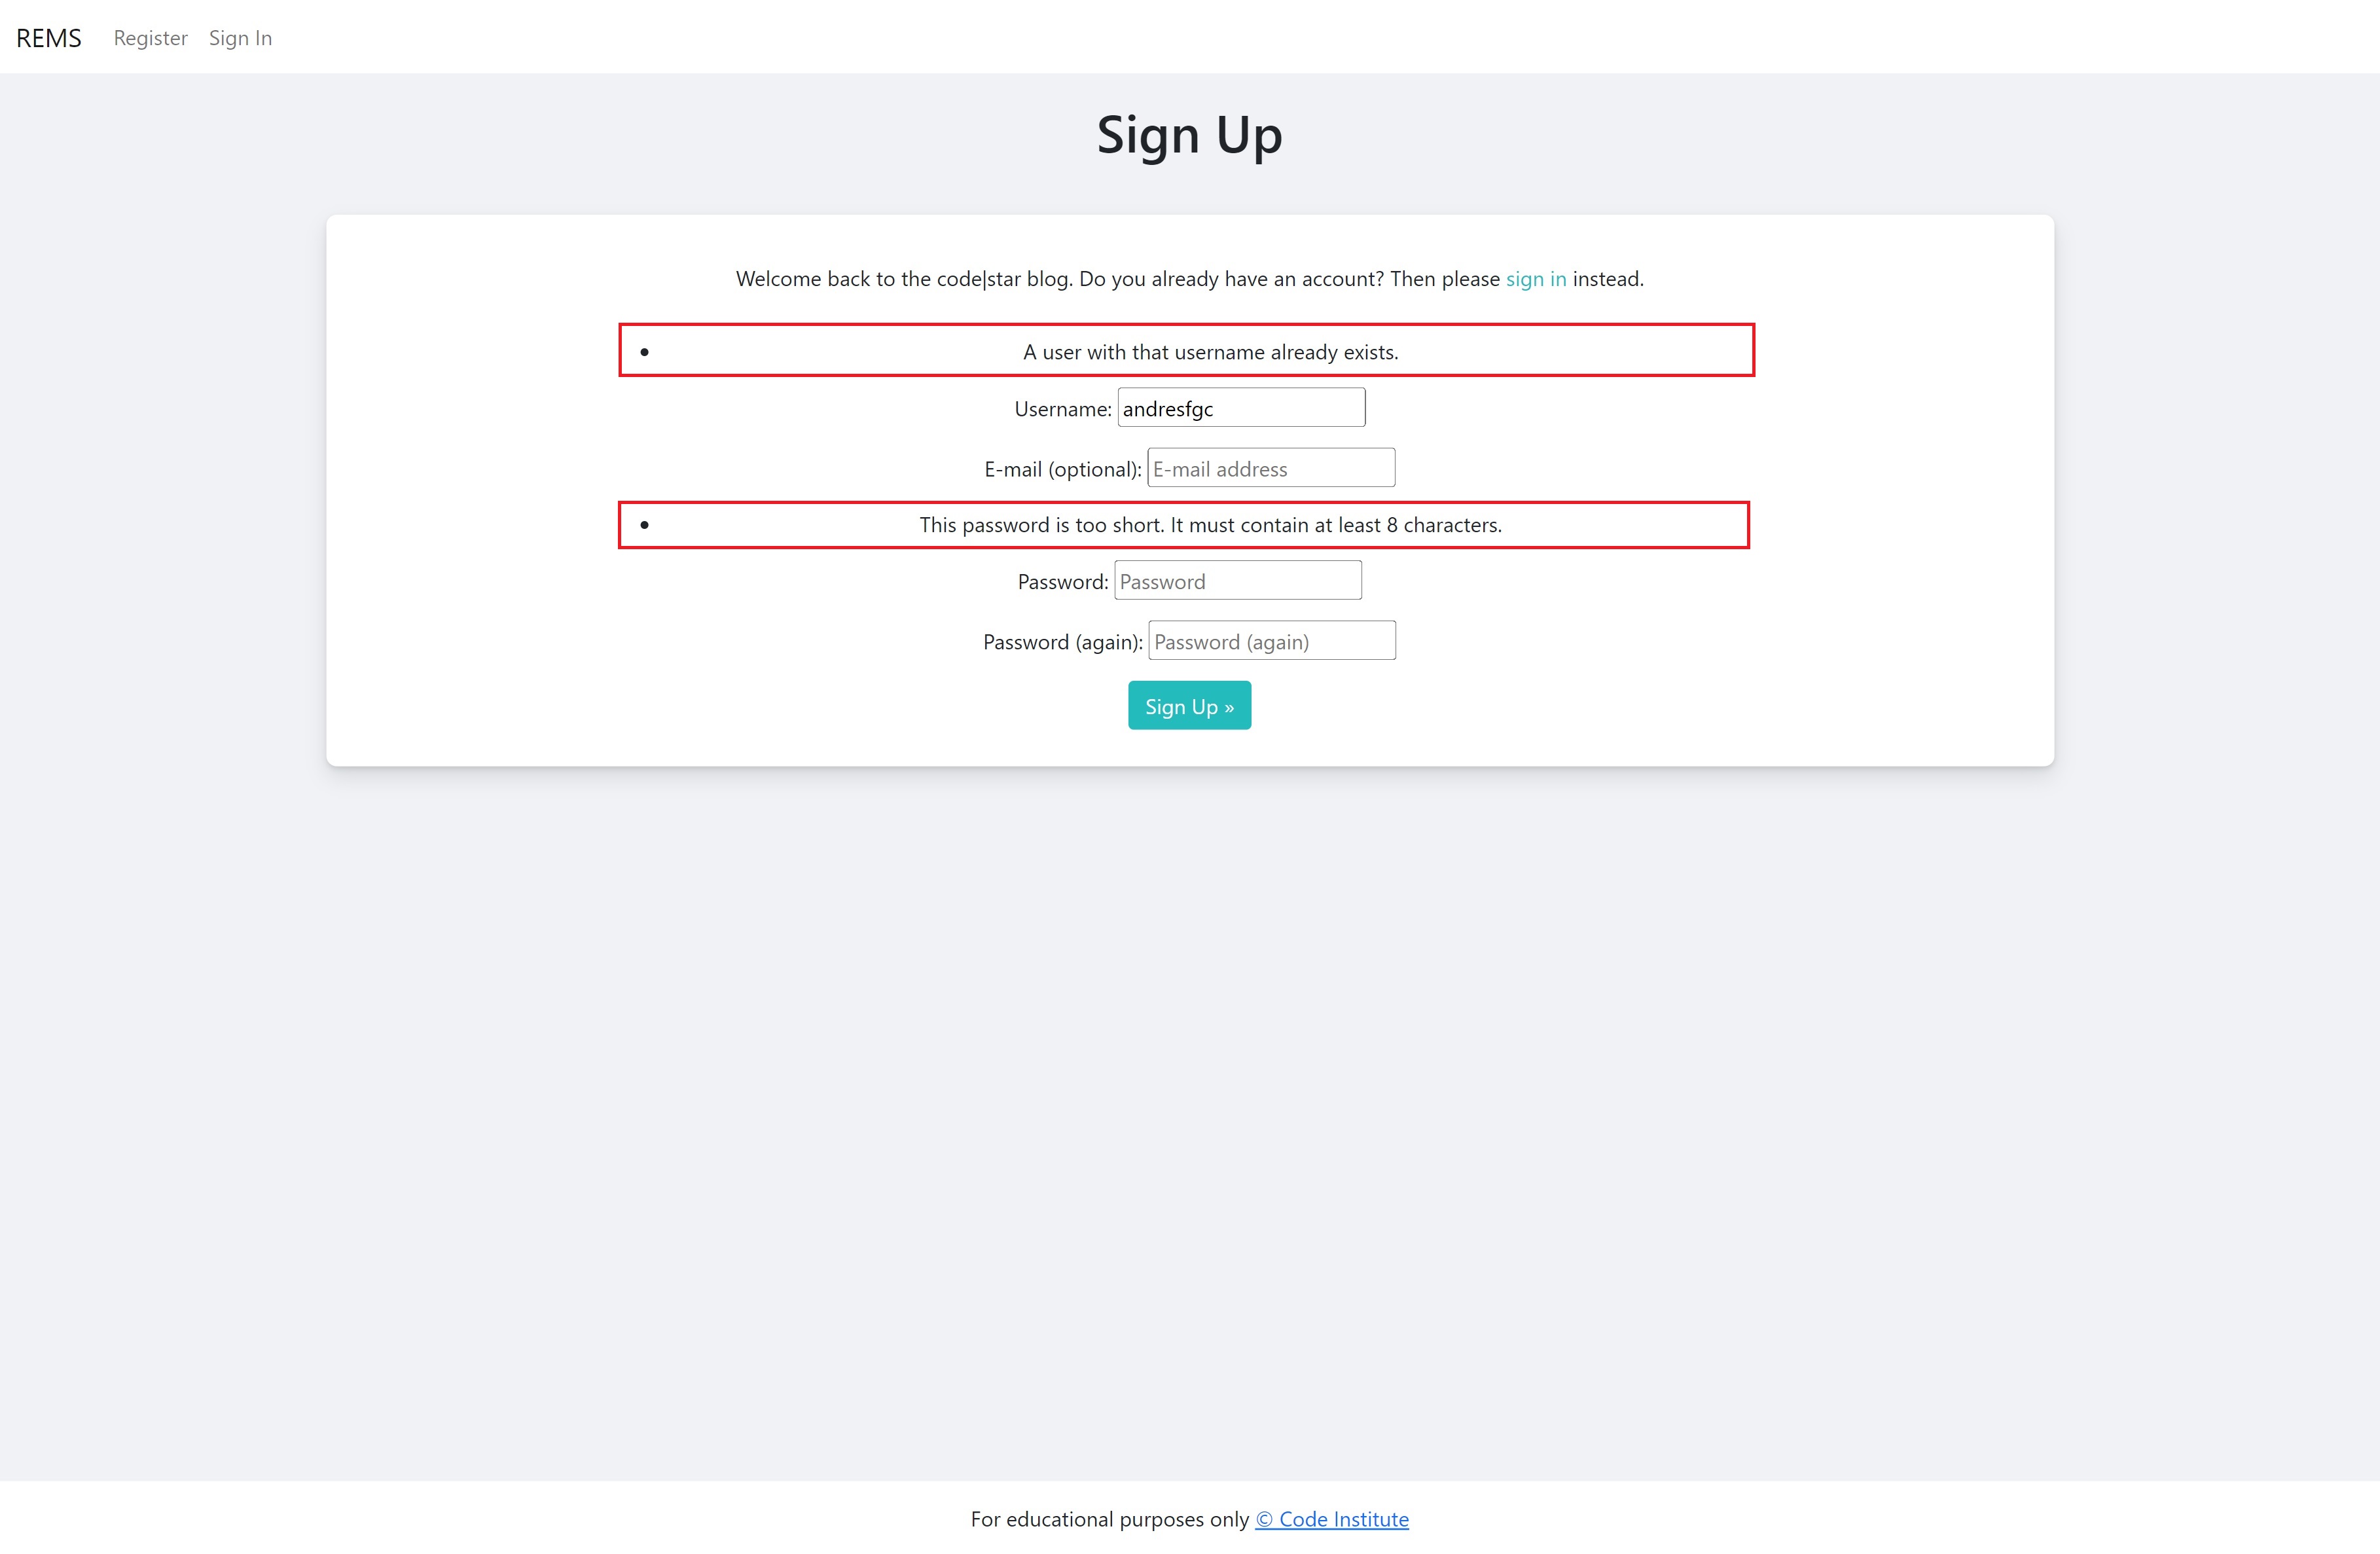 REMS Register Sign In
Sign Up
Welcome back to the code|star blog. Do you already have an account? Then please sign in instead.
• A user with that username already exists.
Username: andresfgc
E-mail (optional): E-mail address
• This password is too short. It must contain at least 8 characters.
Password: Password
Password (again): Password (again)
Sign Up »
For educational purposes only © Code Institute